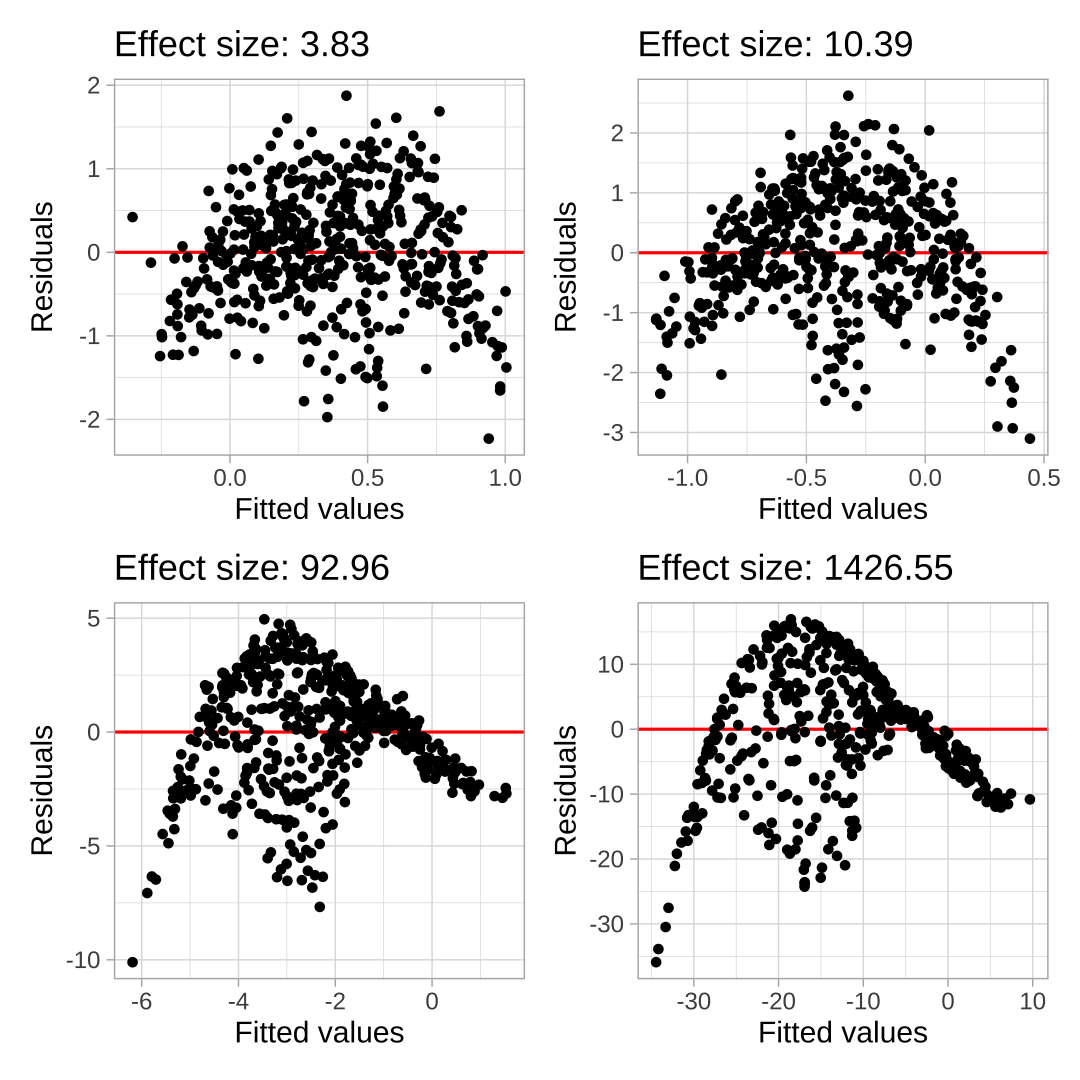 Effect size: 3.83
2
1
0
-1
-2
Residuals
0.0 0.5 1.0
Fitted values
Effect size: 10.39
2
1
0
-1
-2
-3
Residuals
-1.0 -0.5 0.0 0.5
Fitted values
Effect size: 92.96
5
0
-5
-10
Residuals
-6 -4 -2 0
Fitted values
Effect size: 1426.55
10
0
-10
-20
-30
Residuals
-30 -20 -10 0 10
Fitted values